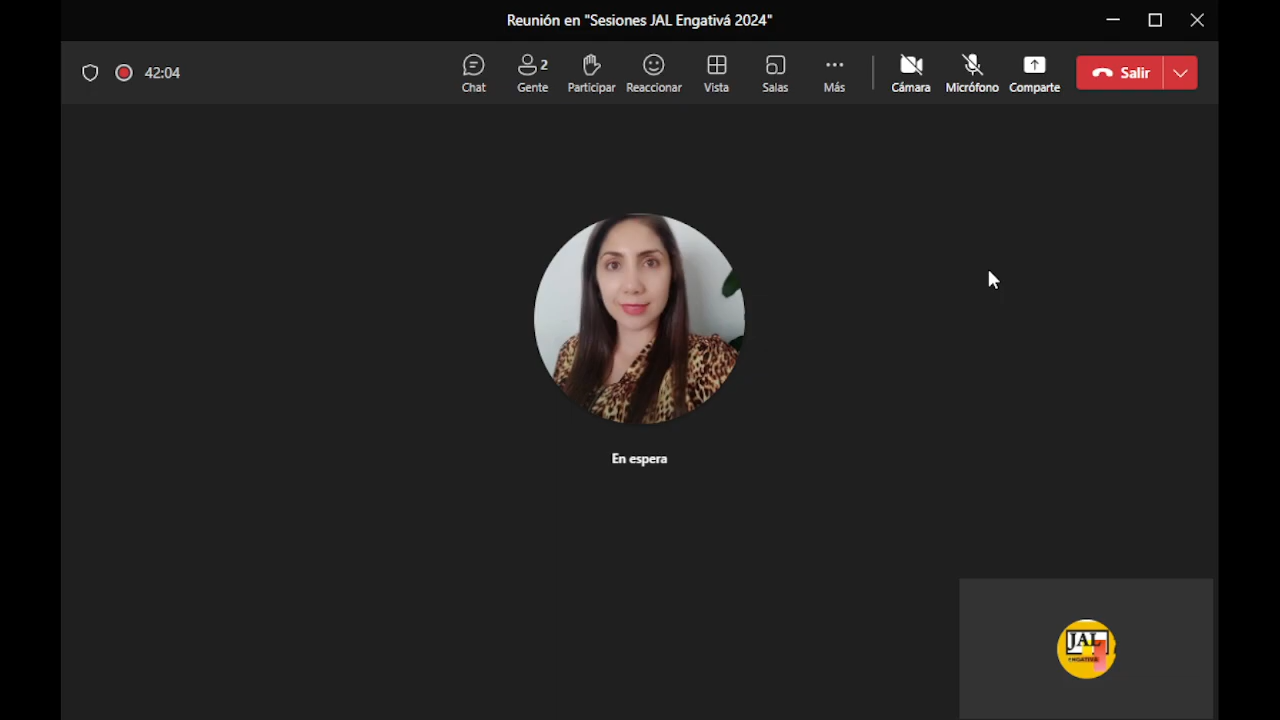 Reunión en "Sesiones JAL Engativá 2024"
42:04
Chat
2
Gente
Participar
Reaccionar
Vista
Salas
Más
Cámara
Micrófono
Comparte
Salir
En espera
JAL
ENGATIVÁ